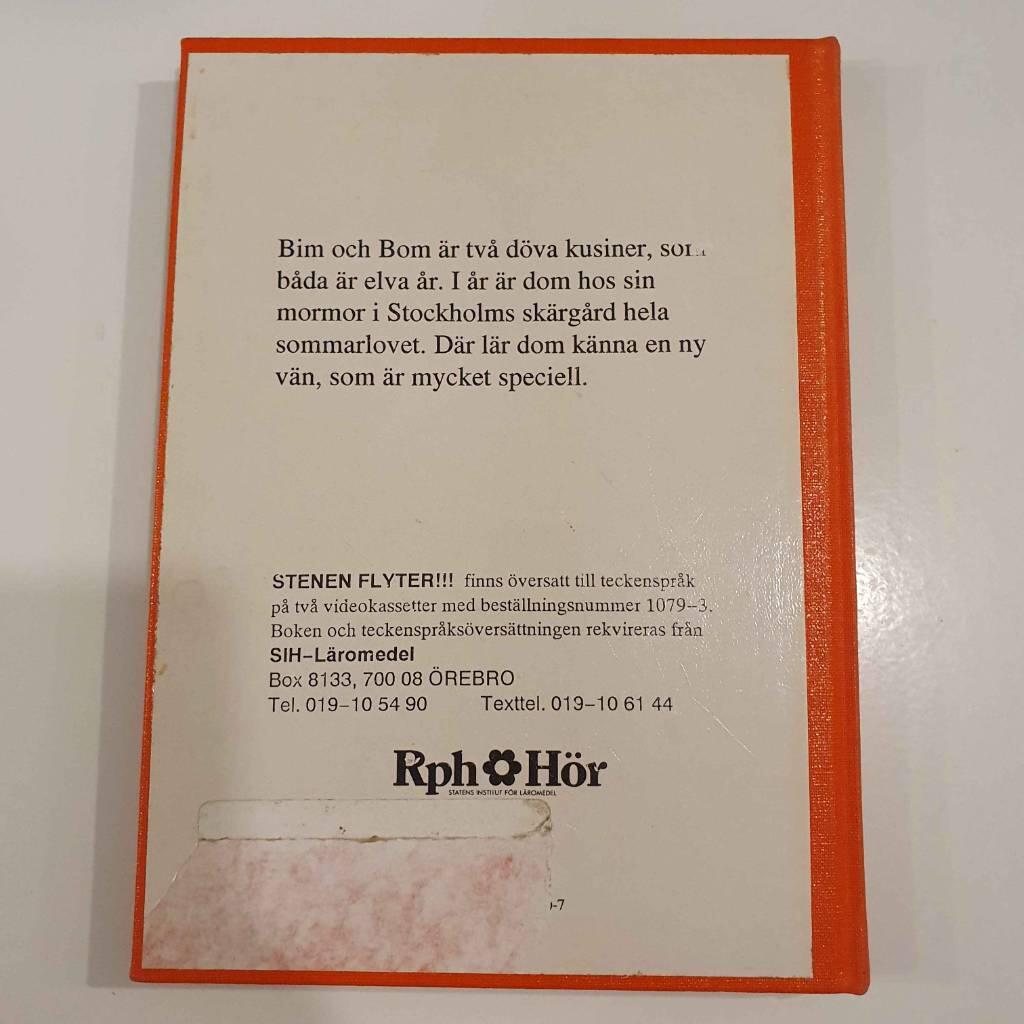 Bim och Bom är två döva kusiner, som
båda är elva år. I år är dom hos sin
mormor i Stockholms skärgård hela
sommarlovet. Där lär dom känna en ny
vän, som är mycket speciell.
STENEN FLYTER!!! finns översatt till teckenspråk
på två videokassetter med beställningsnummer 1079–3.
Boken och teckenspråksöversättningen rekvireras från
SIH–Läromedel
Box 8133, 700 08 ÖREBRO
Tel. 019–10 54 90 Texttel. 019–10 61 44
Rph Hör
STATENS INSTITUT FÖR LÄROMEDEL
-7